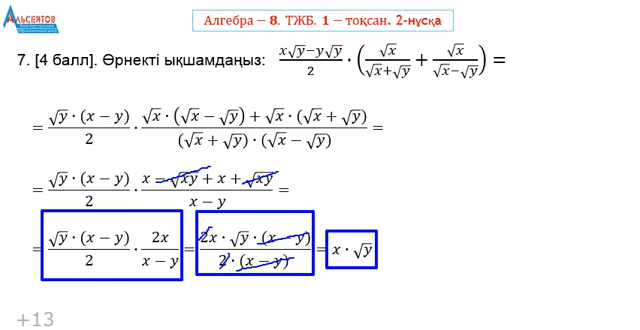 АЛЬСЕЙТОВ
Алгебра – 8. ТЖБ. 1 – тоқсан. 2-нұсқа
7. [4 балл]. Өрнекті ықшамдаңыз: (x√y − y√y)/2 · (√x/(√x+√y) + √x/(√x−√y)) =
= (√y · (x − y))/2 · (√x · (√x − √y) + √x · (√x + √y))/((√x + √y) · (√x − √y)) =
= (√y · (x − y))/2 · (x − √xy + x + √xy)/(x − y) =
= (√y · (x − y))/2 · 2x/(x − y) = (2x · √y · (x − y))/(2 · (x − y)) = x · √y
+13